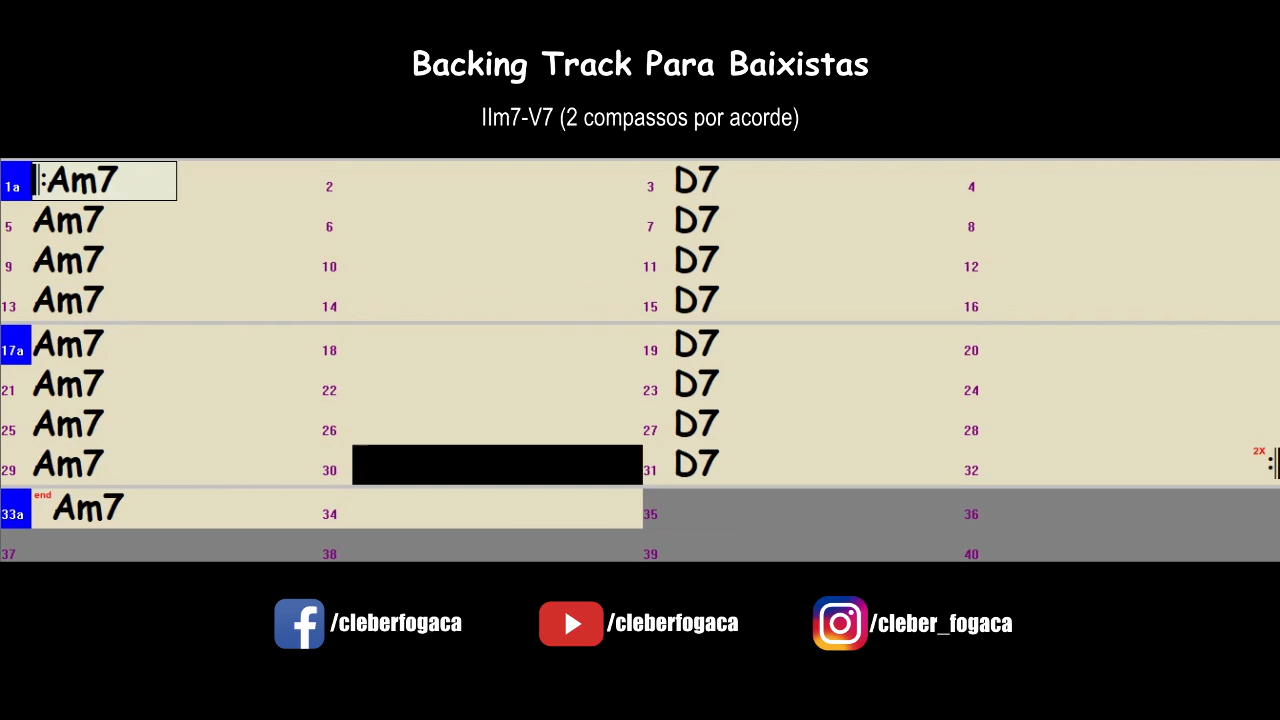 Backing Track Para Baixistas
IIm7-V7 (2 compassos por acorde)
1a Am7 2 3 D7 4
5 Am7 6 7 D7 8
9 Am7 10 11 D7 12
13 Am7 14 15 D7 16
17a Am7 18 19 D7 20
21 Am7 22 23 D7 24
25 Am7 26 27 D7 28
29 Am7 30 31 D7 32 2X
33a end Am7 34 35 36
37 38 39 40
/cleberfogaca /cleberfogaca /cleber_fogaca